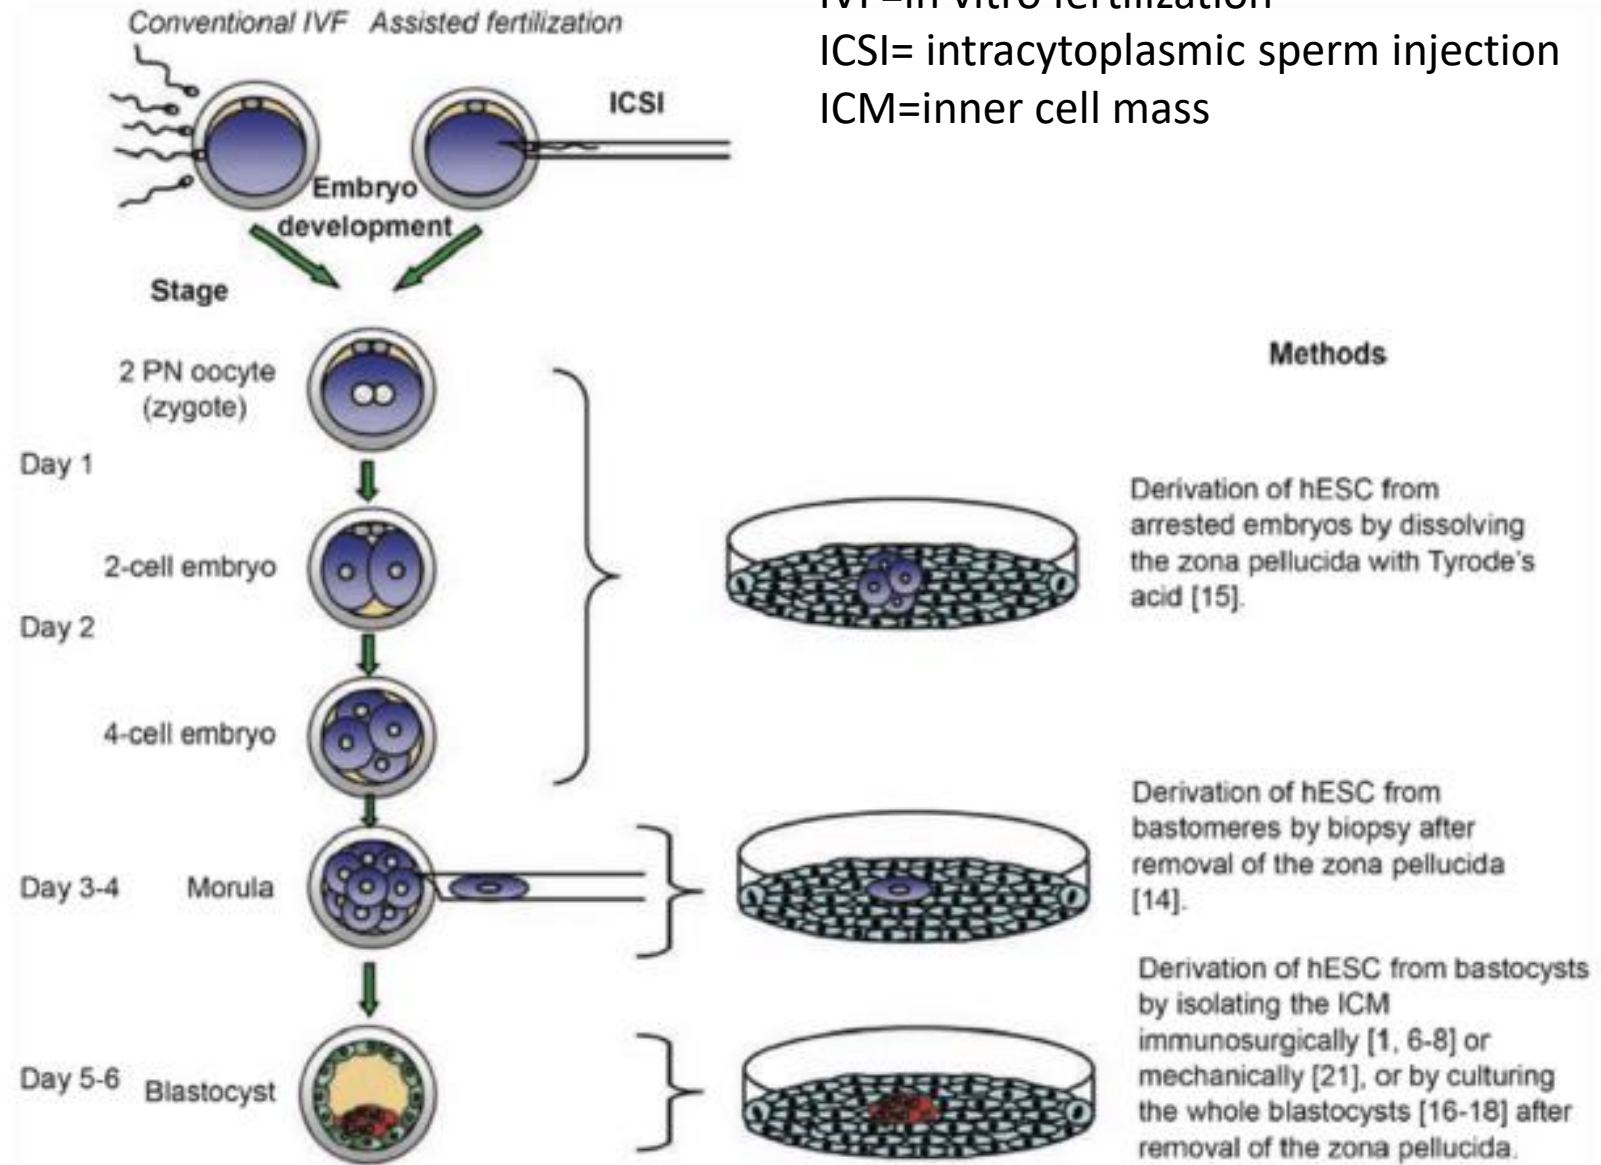 Conventional IVF Assisted fertilization
IVF=in vitro fertilization
ICSI= intracytoplasmic sperm injection
ICM=inner cell mass
ICSI
Embryo
development
Stage
2 PN oocyte
(zygote)
Day 1
2-cell embryo
Day 2
4-cell embryo
Day 3-4
Morula
Day 5-6
Blastocyst
Methods
Derivation of hESC from
arrested embryos by dissolving
the zona pellucida with Tyrode's
acid [15].
Derivation of hESC from
bastomeres by biopsy after
removal of the zona pellucida
[14].
Derivation of hESC from bastocysts
by isolating the ICM
immunosurgically [1, 6-8] or
mechanically [21], or by culturing
the whole blastocysts [16-18] after
removal of the zona pellucida.